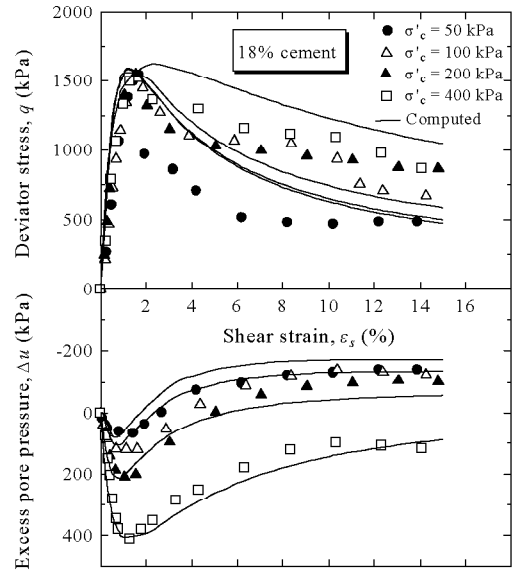 2000
1500
1000
500
0
Deviator stress, q (kPa)
18% cement
σ'c = 50 kPa
σ'c = 100 kPa
σ'c = 200 kPa
σ'c = 400 kPa
Computed
0 2 4 6 8 10 12 14 16
Shear strain, εs (%)
-200
0
200
400
Excess pore pressure, Δu (kPa)